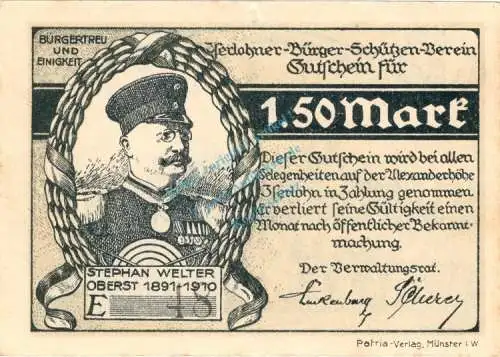 BÜRGERTREU
UND
EINIGKEIT
Iserlohner-Bürger-Schützen-Verein
Gutschein für
1.50 Mark
Dieser Gutschein wird bei allen
Gelegenheiten auf der Alexanderhöhe
Iserlohn in Zahlung genommen.
Er verliert seine Gültigkeit einen
Monat nach öffentlicher Bekannt-
machung.
Der Verwaltungsrat.
STEPHAN WELTER
OBERST 1891-1910
E 48
Patria-Verlag, Münster i.W